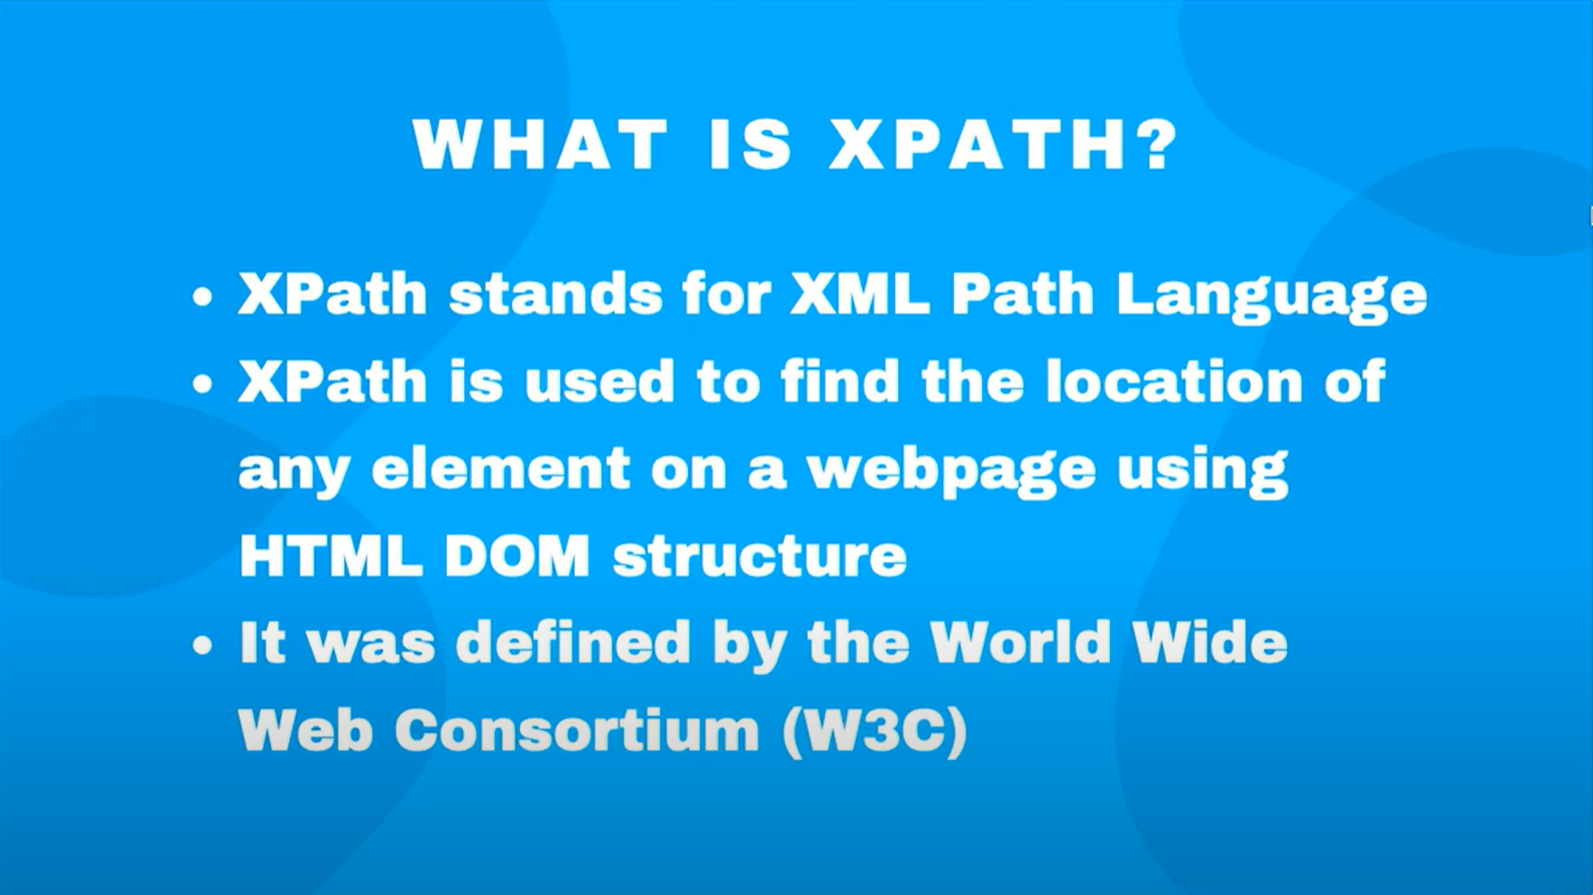 WHAT IS XPATH?
• XPath stands for XML Path Language
• XPath is used to find the location of
any element on a webpage using
HTML DOM structure
• It was defined by the World Wide
Web Consortium (W3C)